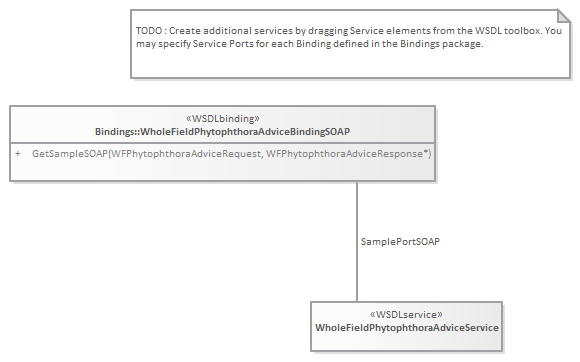 TODO : Create additional services by dragging Service elements from the WSDL toolbox. You
may specify Service Ports for each Binding defined in the Bindings package.
«WSDLbinding»
Bindings::WholeFieldPhytophthoraAdviceBindingSOAP
+ GetSampleSOAP(WFPhytophthoraAdviceRequest, WFPhytophthoraAdviceResponse*)
SamplePortSOAP
«WSDLservice»
WholeFieldPhytophthoraAdviceService